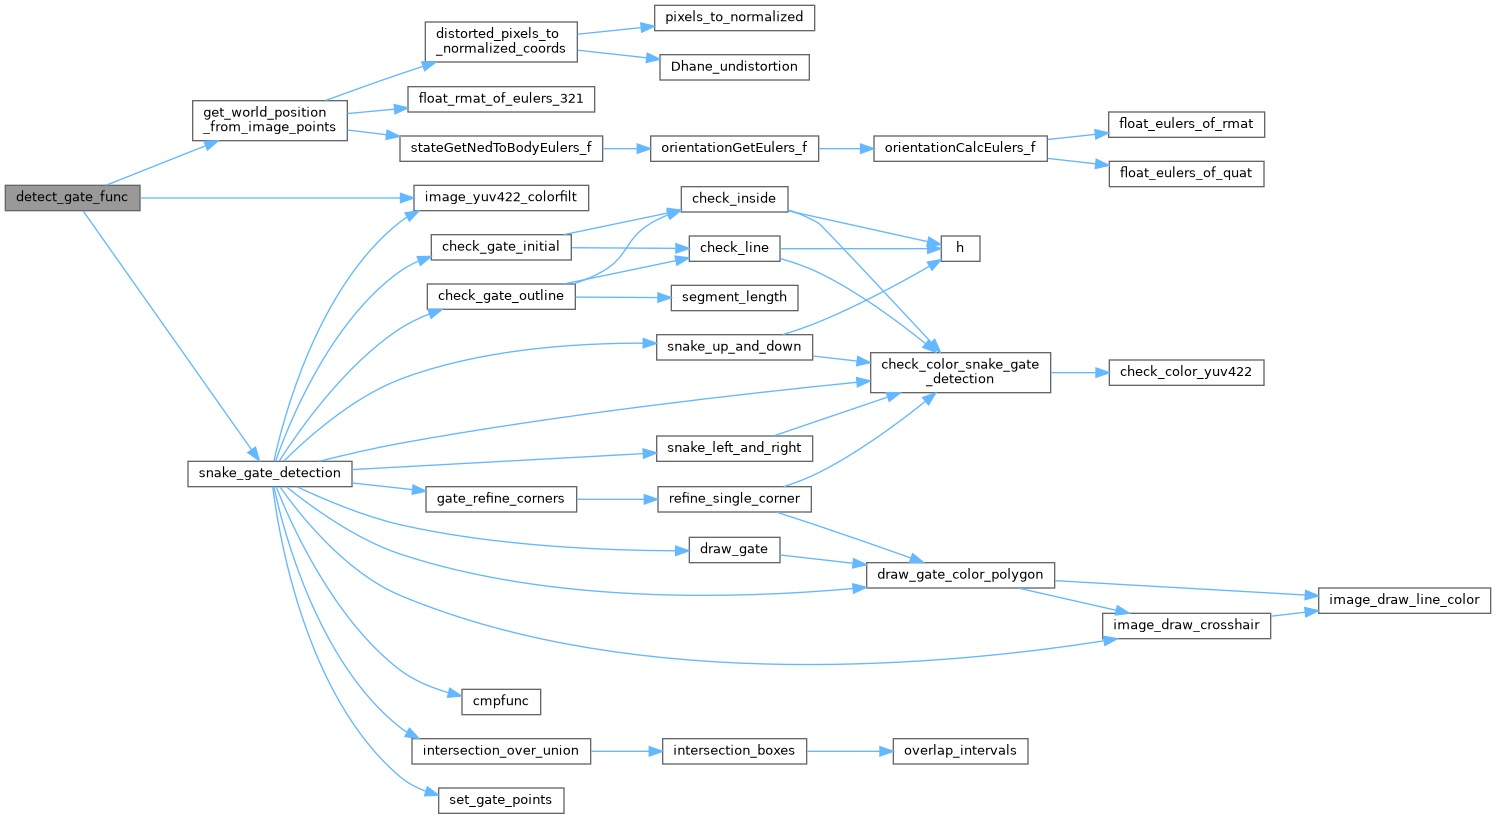 pixels_to_normalized
distorted_pixels_to
_normalized_coords
Dhane_undistortion
float_rmat_of_eulers_321
get_world_position
_from_image_points
float_eulers_of_rmat
stateGetNedToBodyEulers_f
orientationGetEulers_f
orientationCalcEulers_f
float_eulers_of_quat
detect_gate_func
image_yuv422_colorfilt
check_inside
check_gate_initial
check_line
h
check_gate_outline
segment_length
snake_up_and_down
check_color_snake_gate
_detection
check_color_yuv422
snake_left_and_right
snake_gate_detection
gate_refine_corners
refine_single_corner
draw_gate
draw_gate_color_polygon
image_draw_line_color
image_draw_crosshair
cmpfunc
intersection_over_union
intersection_boxes
overlap_intervals
set_gate_points